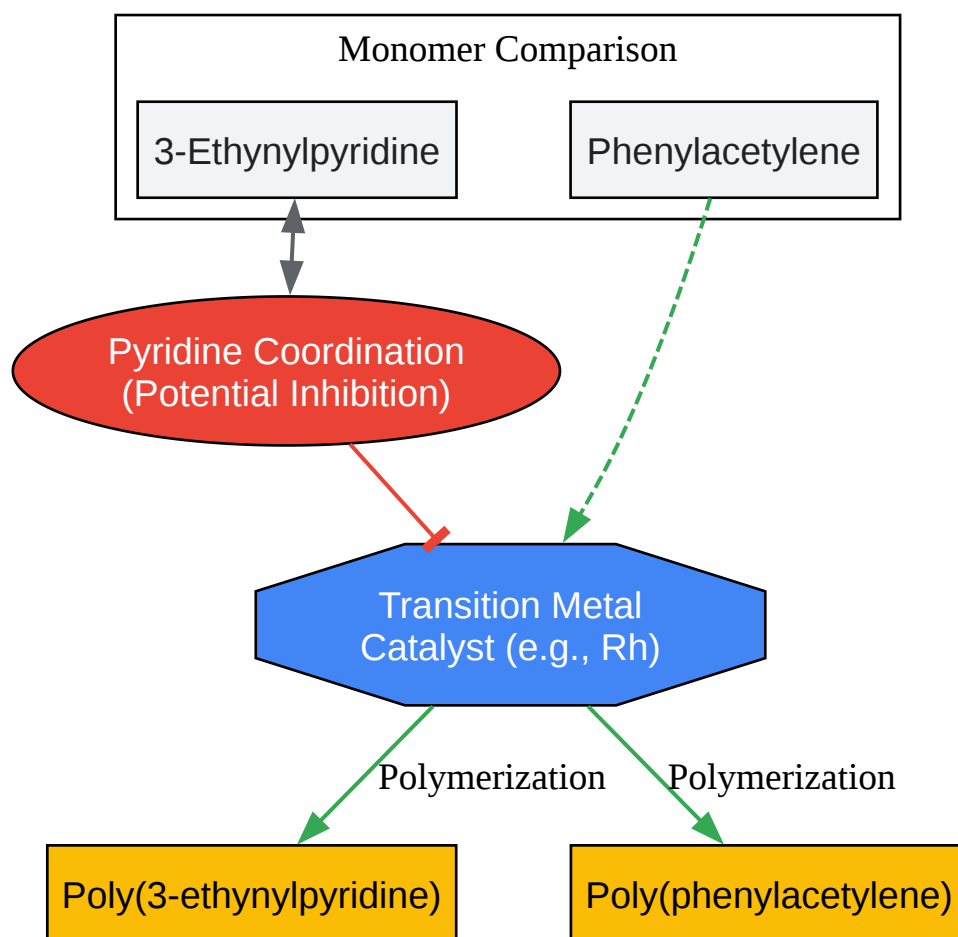 Monomer Comparison
3-Ethynylpyridine
Phenylacetylene
Pyridine Coordination
(Potential Inhibition)
Transition Metal
Catalyst (e.g., Rh)
Polymerization
Polymerization
Poly(3-ethynylpyridine)
Poly(phenylacetylene)